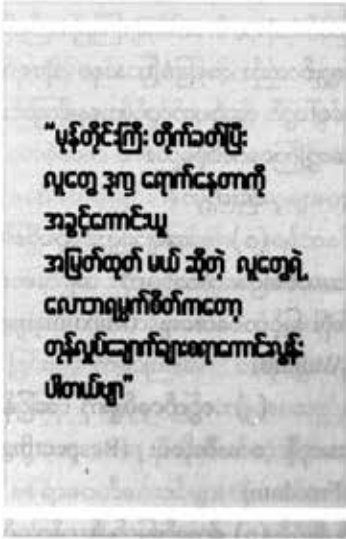 “မုန်တိုင်းကြီး တိုက်ခတ်ပြီး
လူတွေ ဒုက္ခ ရောက်နေတာကို
အခွင့်ကောင်းယူ
အမြတ်ထုတ် မယ် ဆိုတဲ့ လူတွေရဲ့
လောဘရမ္မက်စိတ်ကတော့
တုန်လှုပ်ချောက်ချားစရာကောင်းလွန်း
ပါတယ်ဗျာ”